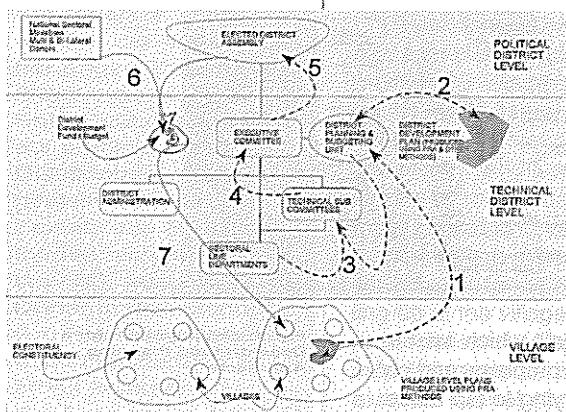 National Sectoral
Ministries
Multi & Bi-Lateral
Donors
ELECTED DISTRICT
ASSEMBLY
POLITICAL
DISTRICT
LEVEL
5
6
2
District
Development
Fund / Budget
EXECUTIVE
COMMITTEE
DISTRICT
PLANNING &
BUDGETING
UNIT
DISTRICT
DEVELOPMENT
PLAN (PRODUCED
USING PRA &
METHODS)
4
DISTRICT
ADMINISTRATION
TECHNICAL SUB
COMMITTEES
TECHNICAL
DISTRICT
LEVEL
7
SECTORAL
LINE
DEPARTMENTS
3
1
ELECTORAL
CONSTITUENCY
VILLAGE
LEVEL
VILLAGES
VILLAGE LEVEL PLANS
PRODUCED USING PRA
METHODS